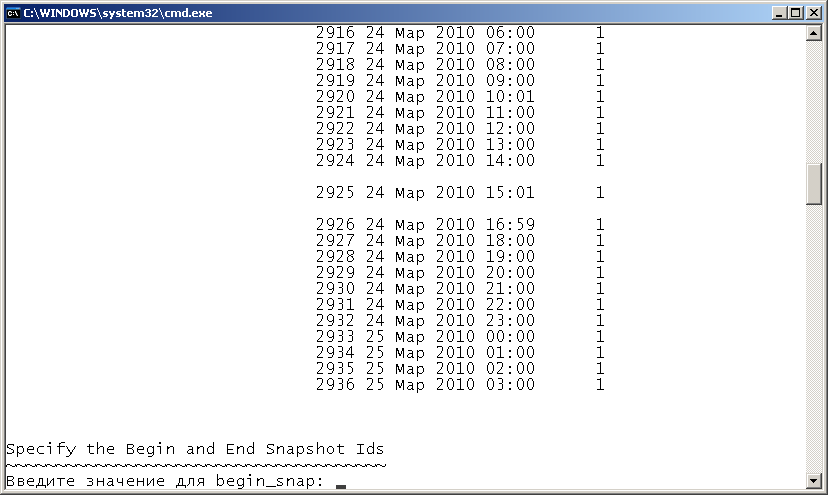 C:\WINDOWS\system32\cmd.exe
2916 24 Мар 2010 06:00 1
2917 24 Мар 2010 07:00 1
2918 24 Мар 2010 08:00 1
2919 24 Мар 2010 09:00 1
2920 24 Мар 2010 10:01 1
2921 24 Мар 2010 11:00 1
2922 24 Мар 2010 12:00 1
2923 24 Мар 2010 13:00 1
2924 24 Мар 2010 14:00 1
2925 24 Мар 2010 15:01 1
2926 24 Мар 2010 16:59 1
2927 24 Мар 2010 18:00 1
2928 24 Мар 2010 19:00 1
2929 24 Мар 2010 20:00 1
2930 24 Мар 2010 21:00 1
2931 24 Мар 2010 22:00 1
2932 24 Мар 2010 23:00 1
2933 25 Мар 2010 00:00 1
2934 25 Мар 2010 01:00 1
2935 25 Мар 2010 02:00 1
2936 25 Мар 2010 03:00 1
Specify the Begin and End Snapshot Ids
~~~~~~~~~~~~~~~~~~~~~~~~~~~~~~~~~~~~~~
Введите значение для begin_snap: